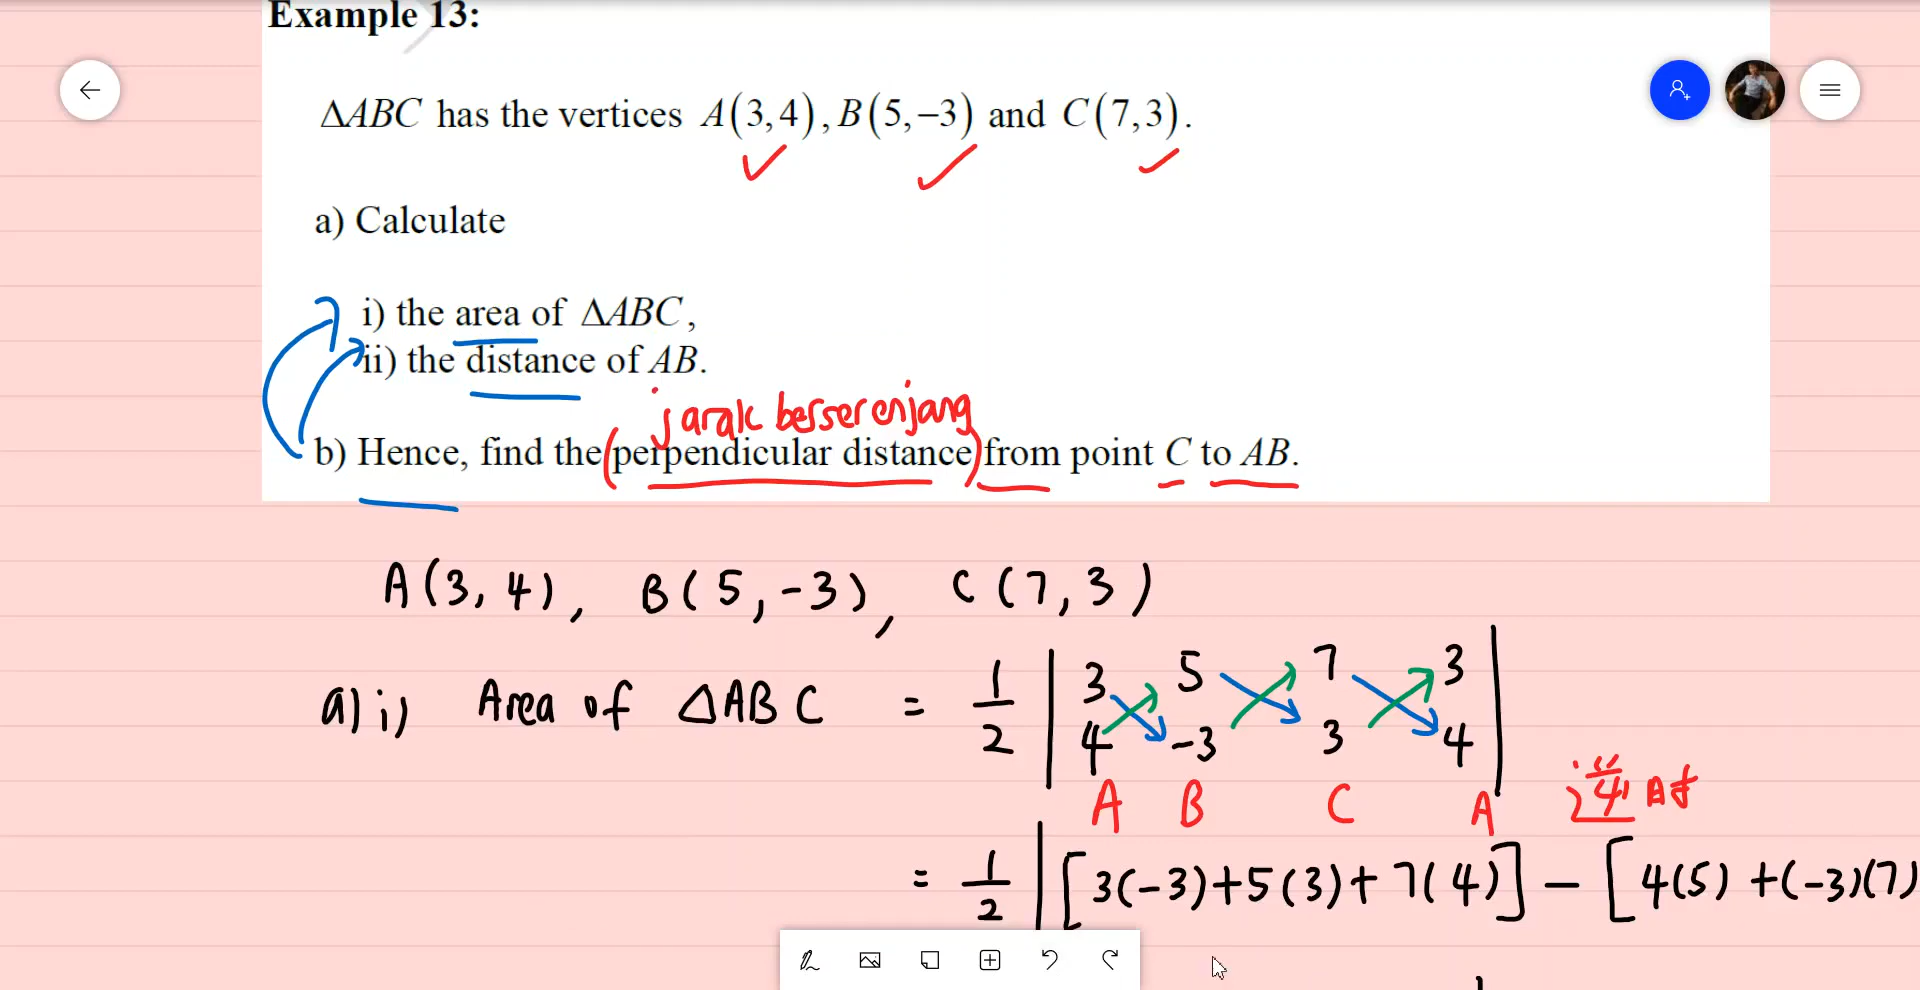 Example 13:
ΔABC has the vertices A(3,4), B(5,−3) and C(7,3).
a) Calculate
i) the area of ΔABC,
ii) the distance of AB.
jarak berserenjang
b) Hence, find the (perpendicular distance) from point C to AB.
A(3, 4), B(5, -3), C(7, 3)
a) i) Area of △ABC = 1/2 | 3 5 7 3
4 -3 3 4 |
A B C A
= 1/2 | [3(-3)+5(3)+7(4)] - [4(5)+(-3)(7)